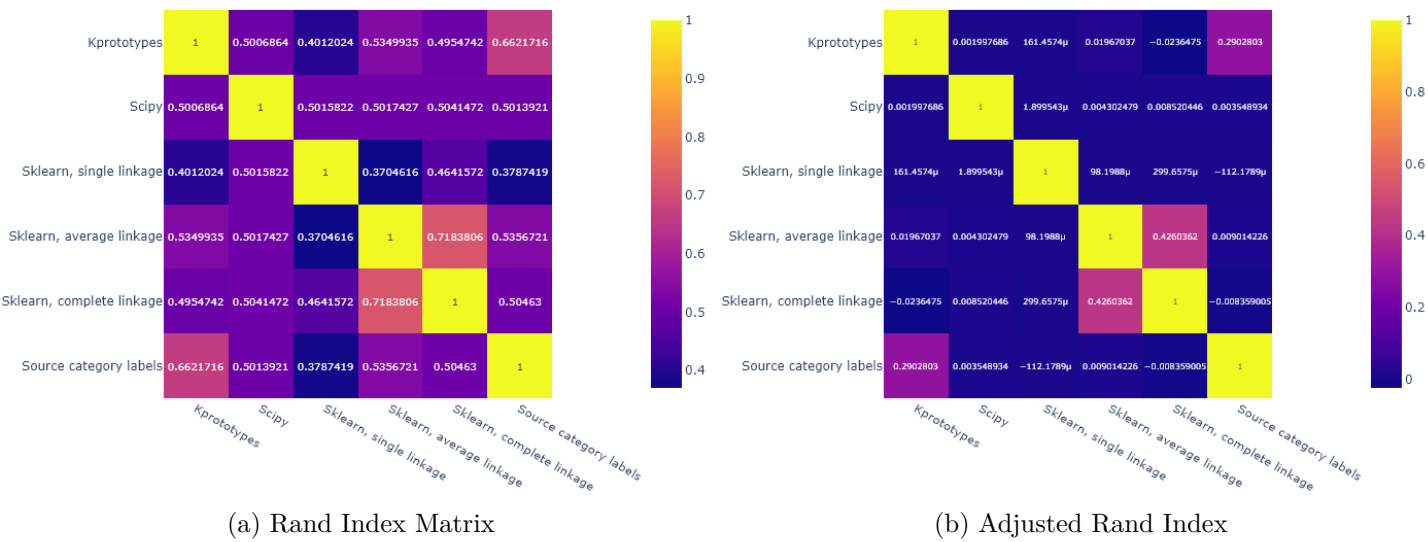 Kprototypes 1 0.5006864 0.4012024 0.5349935 0.4954742 0.6621716
Scipy 0.5006864 1 0.5015822 0.5017427 0.5041472 0.5013921
Sklearn, single linkage 0.4012024 0.5015822 1 0.3704616 0.4641572 0.3787419
Sklearn, average linkage 0.5349935 0.5017427 0.3704616 1 0.7183806 0.5356721
Sklearn, complete linkage 0.4954742 0.5041472 0.4641572 0.7183806 1 0.50463
Source category labels 0.6621716 0.5013921 0.3787419 0.5356721 0.50463 1
Kprototypes
Scipy
Sklearn, single linkage
Sklearn, average linkage
Sklearn, complete linkage
Source category labels
1
0.9
0.8
0.7
0.6
0.5
0.4
(a) Rand Index Matrix
Kprototypes 1 0.001997686 161.4574μ 0.01967037 −0.0236475 0.2902803
Scipy 0.001997686 1 1.899543μ 0.004302479 0.008520446 0.003548934
Sklearn, single linkage 161.4574μ 1.899543μ 1 98.1988μ 299.6575μ −112.1789μ
Sklearn, average linkage 0.01967037 0.004302479 98.1988μ 1 0.4260362 0.009014226
Sklearn, complete linkage −0.0236475 0.008520446 299.6575μ 0.4260362 1 −0.008359005
Source category labels 0.2902803 0.003548934 −112.1789μ 0.009014226 −0.008359005 1
Kprototypes
Scipy
Sklearn, single linkage
Sklearn, average linkage
Sklearn, complete linkage
Source category labels
1
0.8
0.6
0.4
0.2
0
(b) Adjusted Rand Index